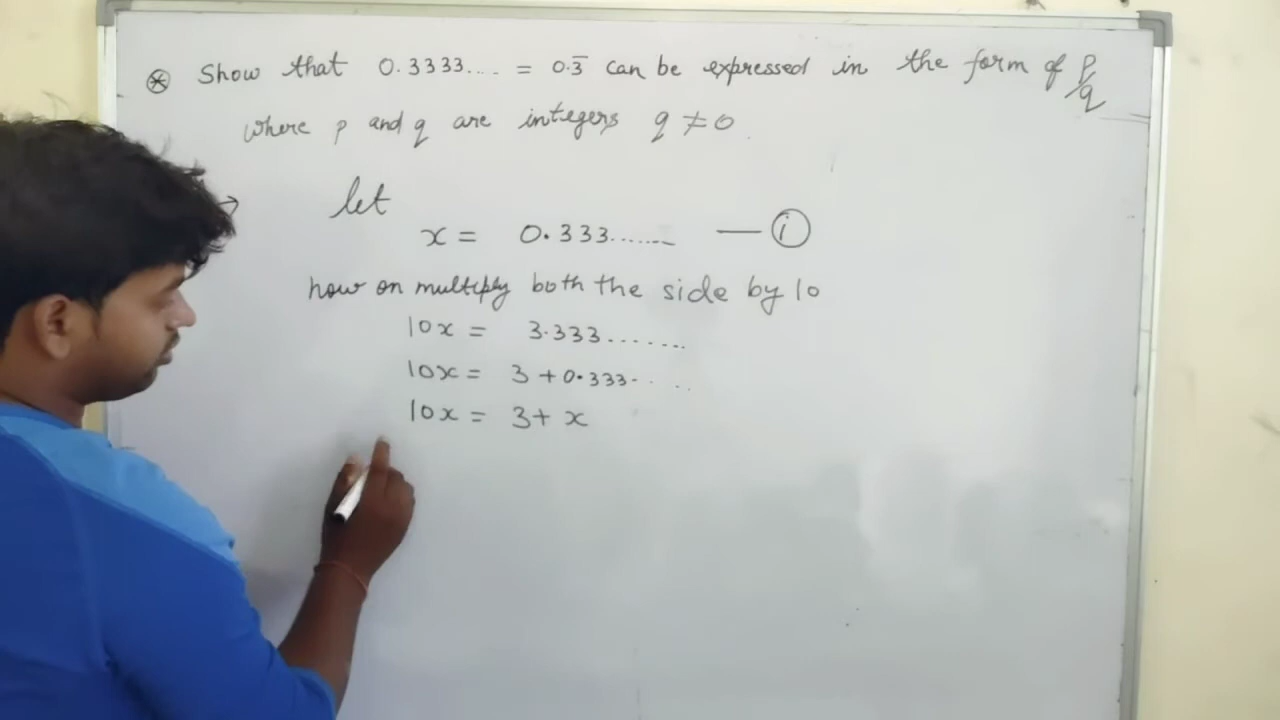 ⊛ Show that 0.3333.... = 0.3̅ can be expressed in the form of p/q
where p and q are integers q ≠ 0.
→ let
x = 0.333....... — ⓘ
now on multiply both the side by 10
10x = 3.333.......
10x = 3 + 0.333.....
10x = 3 + x